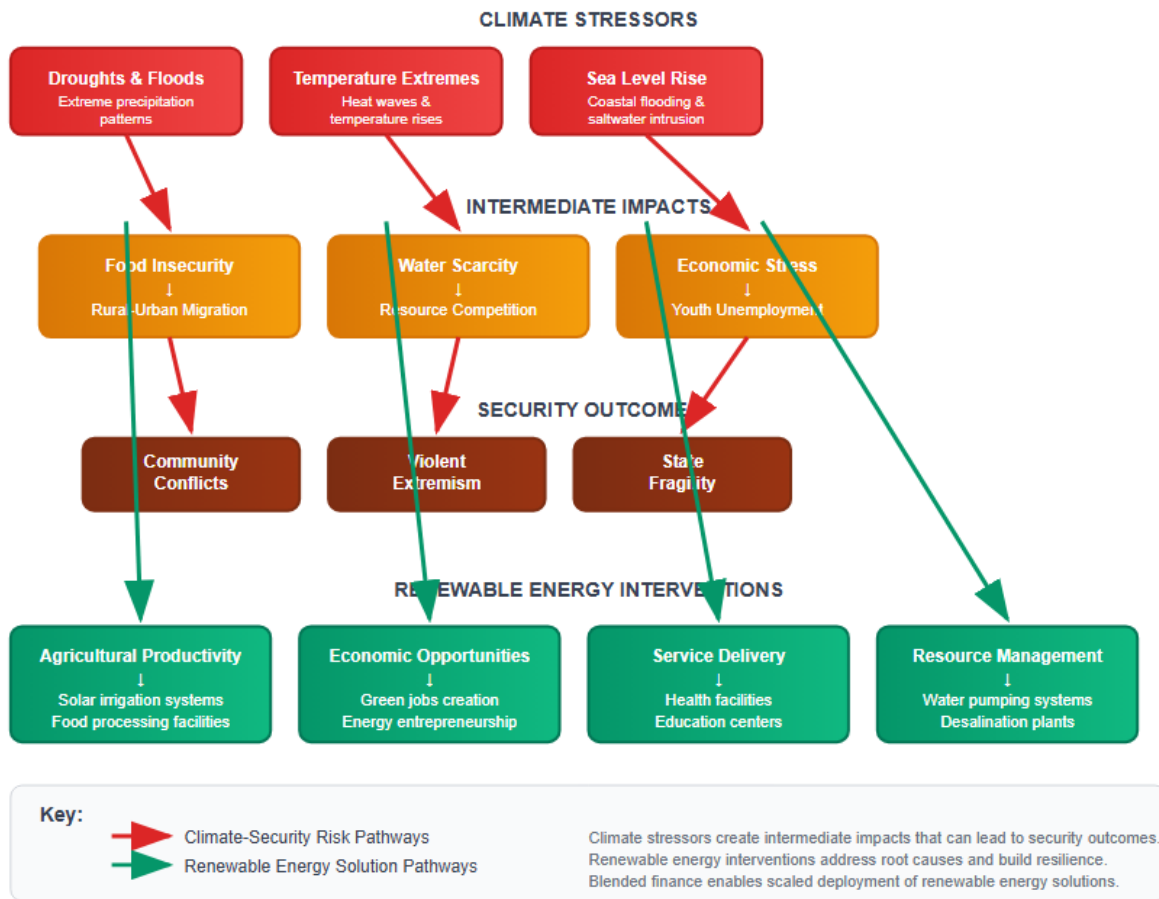 CLIMATE STRESSORS
Droughts & Floods
Extreme precipitation
patterns
Temperature Extremes
Heat waves &
temperature rises
Sea Level Rise
Coastal flooding &
saltwater intrusion
INTERMEDIATE IMPACTS
Food Insecurity
↓
Rural-Urban Migration
Water Scarcity
↓
Resource Competition
Economic Stress
↓
Youth Unemployment
SECURITY OUTCOME
Community
Conflicts
Violent
Extremism
State
Fragility
RENEWABLE ENERGY INTERVENTIONS
Agricultural Productivity
↓
Solar irrigation systems
Food processing facilities
Economic Opportunities
↓
Green jobs creation
Energy entrepreneurship
Service Delivery
↓
Health facilities
Education centers
Resource Management
↓
Water pumping systems
Desalination plants
Key:
Climate-Security Risk Pathways
Renewable Energy Solution Pathways
Climate stressors create intermediate impacts that can lead to security outcomes.
Renewable energy interventions address root causes and build resilience.
Blended finance enables scaled deployment of renewable energy solutions.